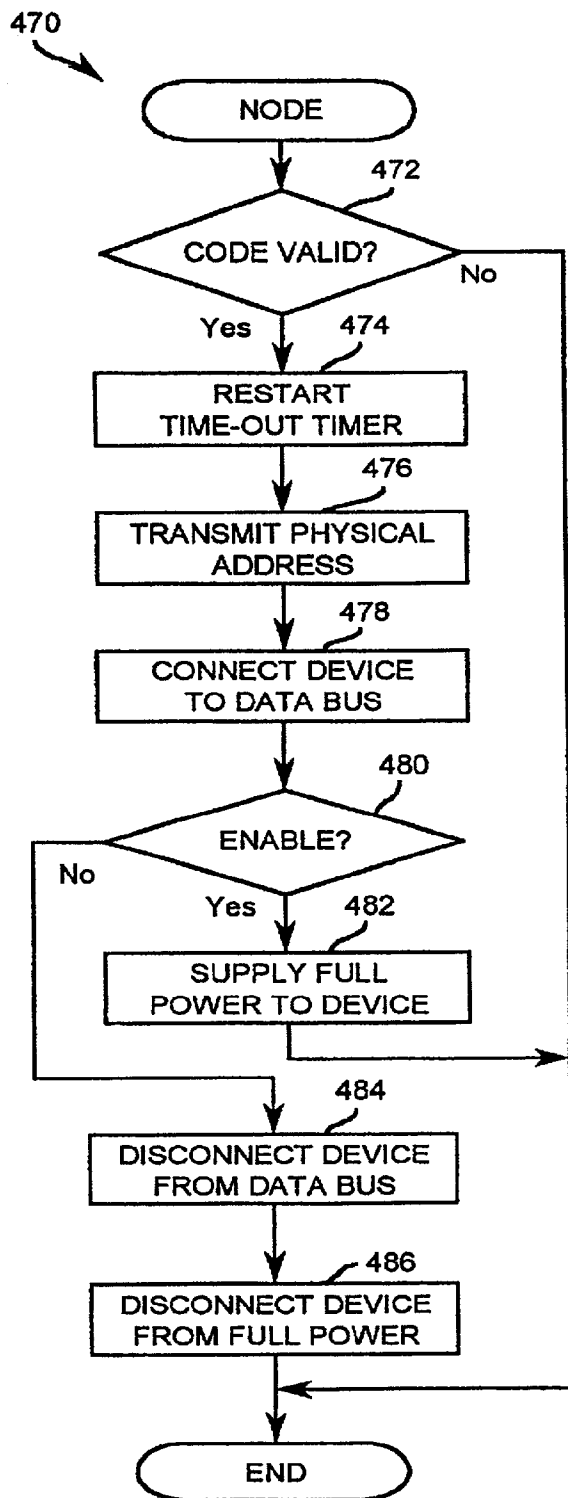 470
NODE
472
CODE VALID?
No
Yes
474
RESTART
TIME-OUT TIMER
476
TRANSMIT PHYSICAL
ADDRESS
478
CONNECT DEVICE
TO DATA BUS
480
ENABLE?
No
Yes
482
SUPPLY FULL
POWER TO DEVICE
484
DISCONNECT DEVICE
FROM DATA BUS
486
DISCONNECT DEVICE
FROM FULL POWER
END